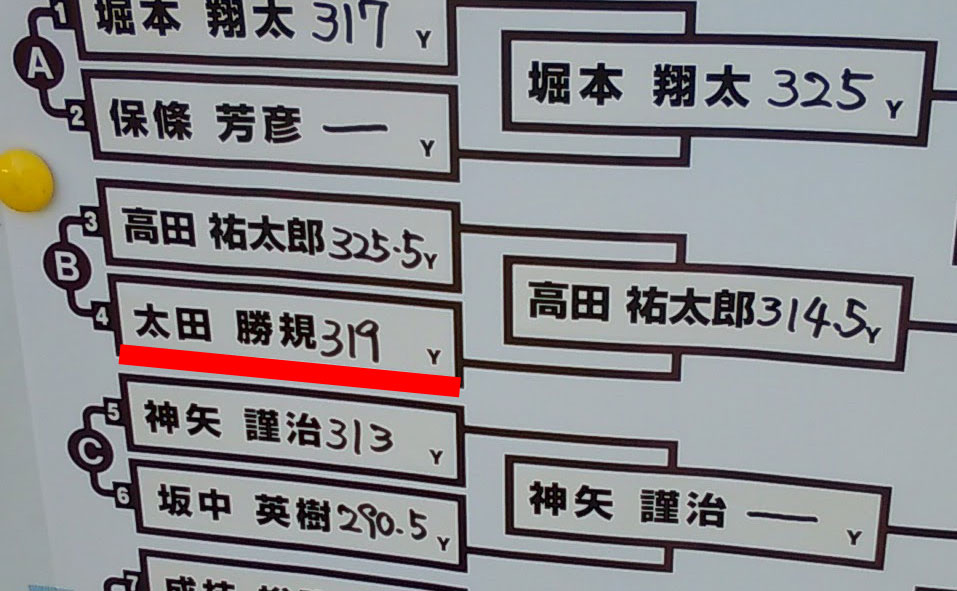 A
1 堀本 翔太 317 Y
2 保條 芳彦 — Y
堀本 翔太 325 Y
B
3 高田 祐太郎 325.5 Y
4 太田 勝規 319 Y
高田 祐太郎 314.5 Y
C
5 神矢 謹治 313 Y
6 坂中 英樹 290.5 Y
神矢 謹治 — Y
7